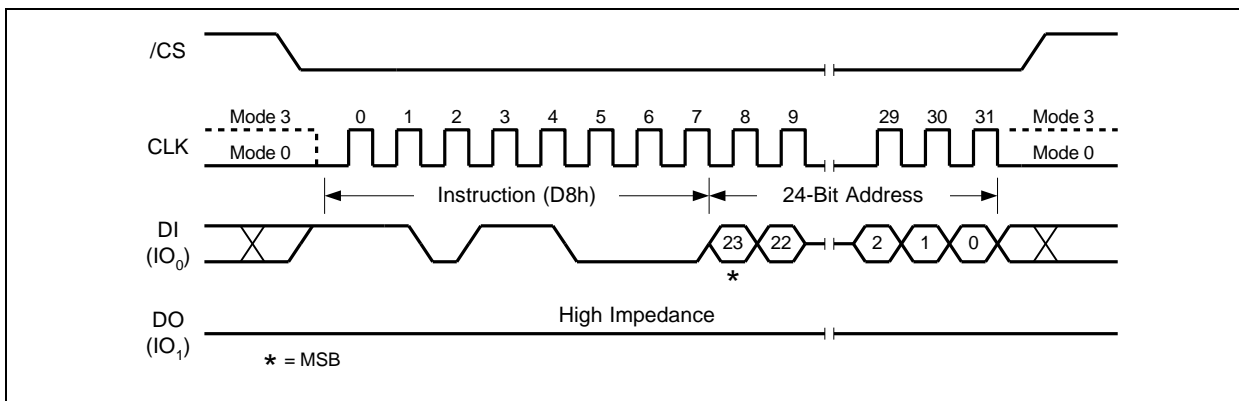 /CS
Mode 3 0 1 2 3 4 5 6 7 8 9 29 30 31 Mode 3
CLK
Mode 0 Mode 0
Instruction (D8h) 24-Bit Address
DI
(IO0)
23 22 2 1 0
*
High Impedance
DO
(IO1)
* = MSB